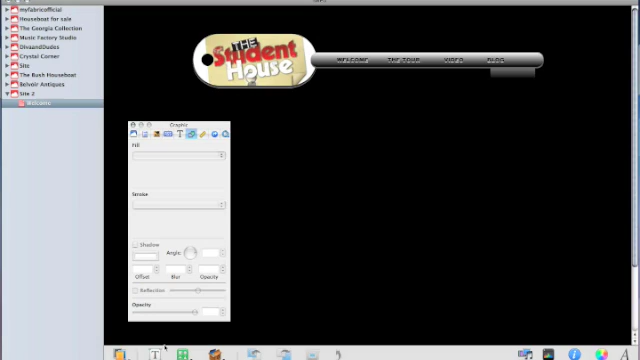 myfabricofficial
Houseboat for sale
The Georgia Collection
Music Factory Studio
DivaandDudes
Crystal Corner
Site
The Bush Houseboat
Belvoir Antiques
Site 2
Welcome
THE
Student
House
WELCOME
THE TOUR
VIDEO
BLOG
Graphic
Fill
Stroke
Shadow
Angle:
Offset
Blur
Opacity
Reflection
Opacity
T